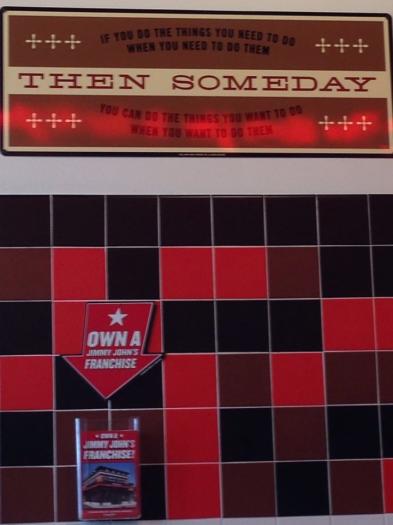 IF YOU DO THE THINGS YOU NEED TO DO
WHEN YOU NEED TO DO THEM
THEN SOMEDAY
YOU CAN DO THE THINGS YOU WANT TO DO
WHEN YOU WANT TO DO THEM
OWN A
JIMMY JOHN'S
FRANCHISE
OWN A
JIMMY JOHN'S
FRANCHISE!